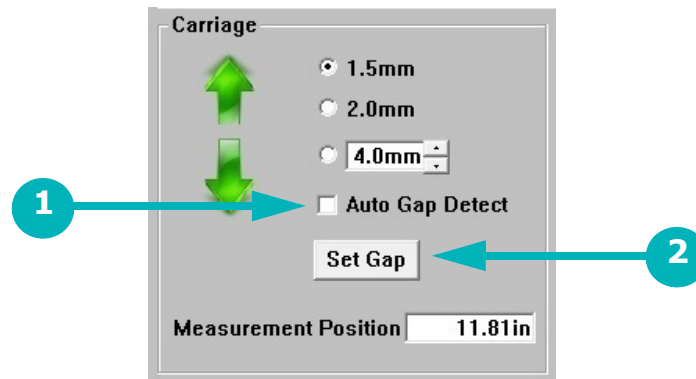 Carriage
1.5mm
2.0mm
4.0mm
1
Auto Gap Detect
Set Gap
2
Measurement Position 11.81in